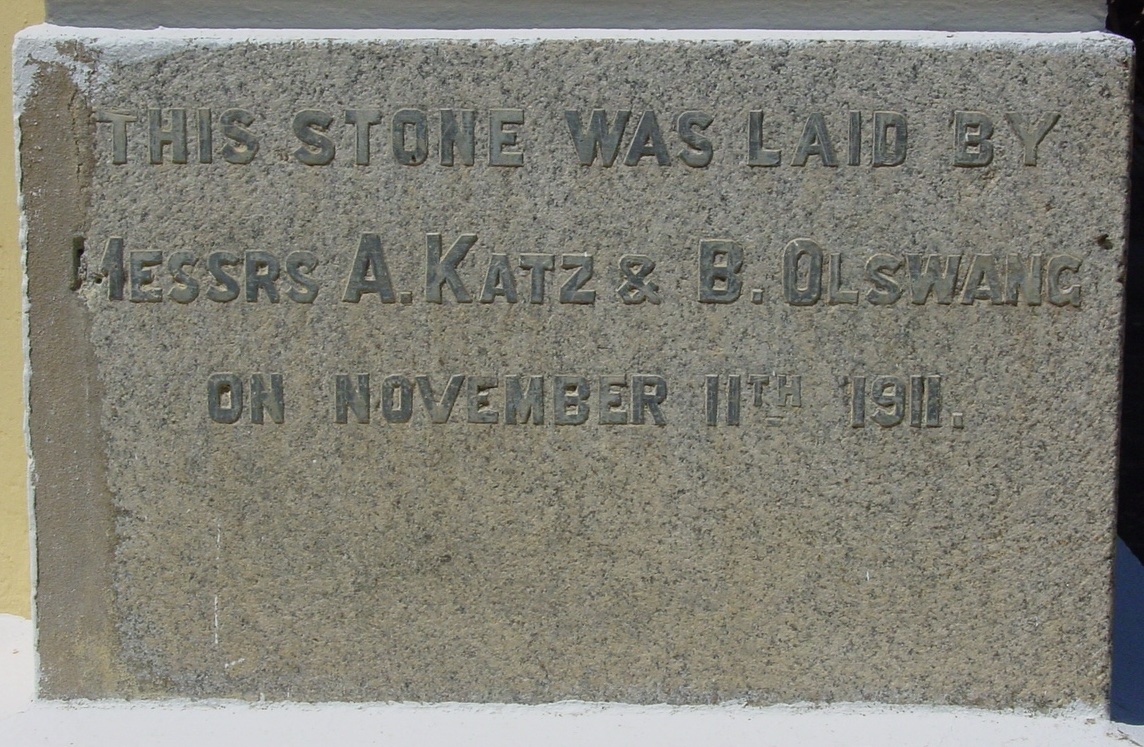 THIS STONE WAS LAID BY
MESSRS A. KATZ & B. OLSWANG
ON NOVEMBER 11TH 1911.